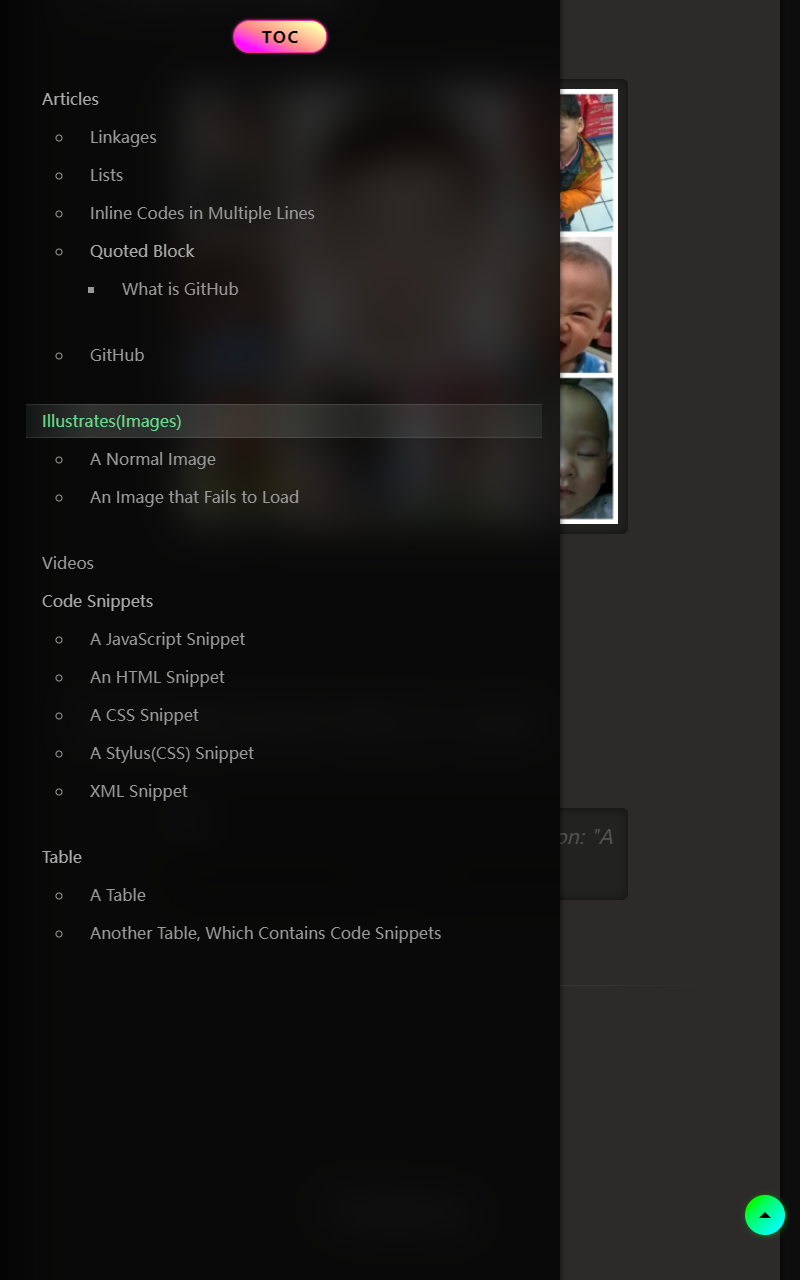 TOC
Articles
Linkages
Lists
Inline Codes in Multiple Lines
Quoted Block
What is GitHub
GitHub
Illustrates(Images)
A Normal Image
An Image that Fails to Load
Videos
Code Snippets
A JavaScript Snippet
An HTML Snippet
A CSS Snippet
A Stylus(CSS) Snippet
XML Snippet
on: "A
Table
A Table
Another Table, Which Contains Code Snippets